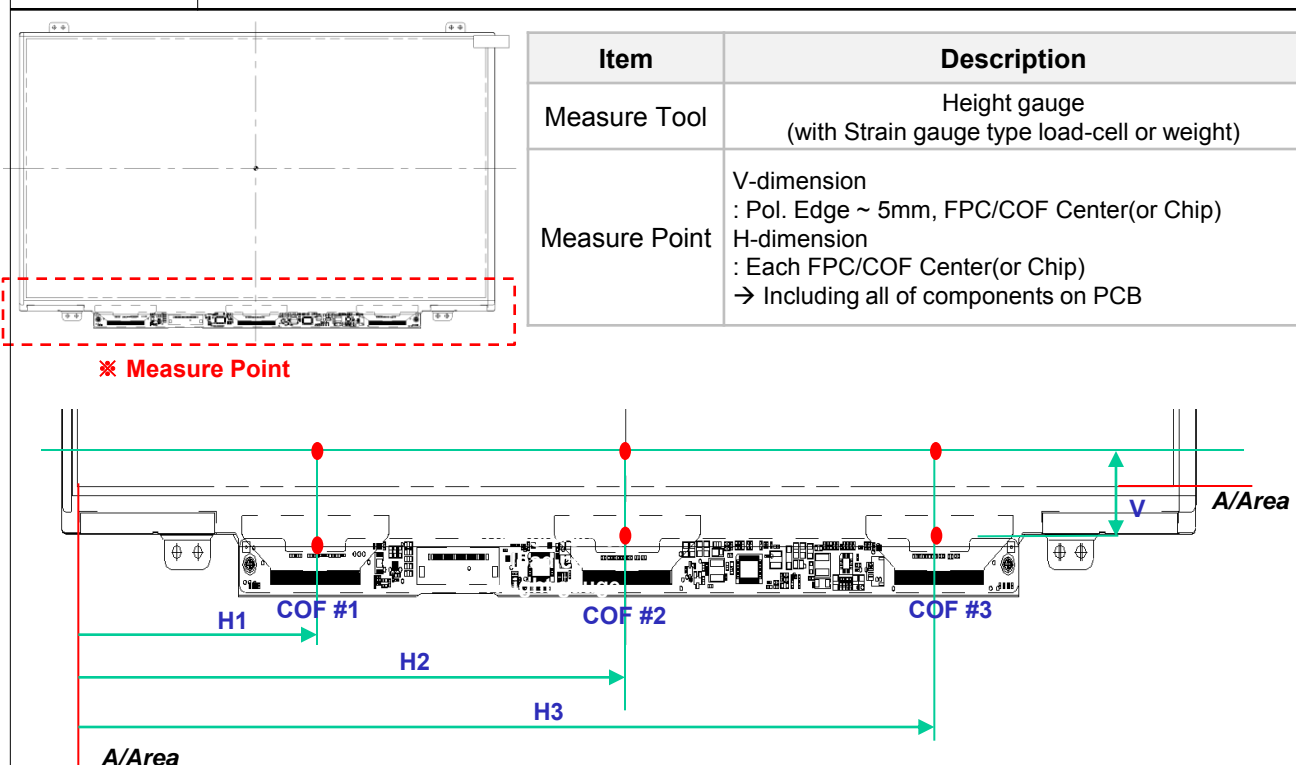 Item
Description
Measure Tool
Height gauge
(with Strain gauge type load-cell or weight)
Measure Point
V-dimension
: Pol. Edge ~ 5mm, FPC/COF Center(or Chip)
H-dimension
: Each FPC/COF Center(or Chip)
→ Including all of components on PCB
※ Measure Point
V
A/Area
COF #1
COF #2
COF #3
H1
H2
H3
A/Area